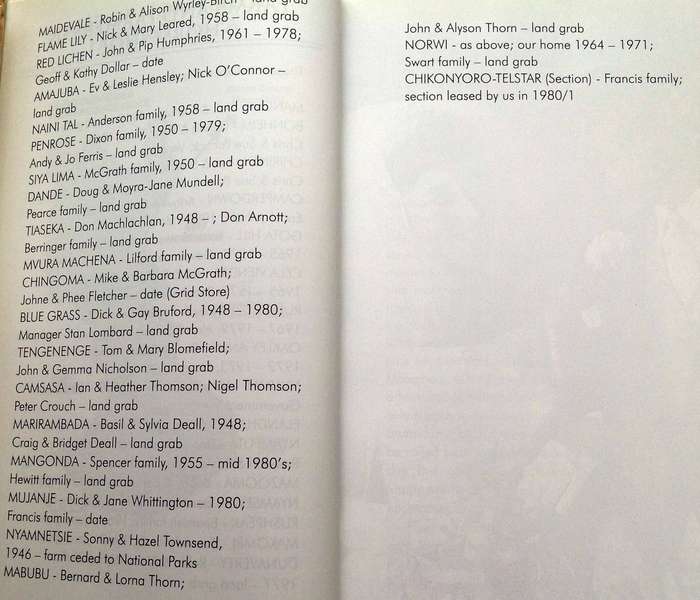 MAIDEVALE - Robin & Alison Wyrley-Birch – land grab
FLAME LILY - Nick & Mary Leared, 1958 – land grab
RED LICHEN - John & Pip Humphries, 1961 – 1978;
Geoff & Kathy Dollar – date
AMAJUBA - Ev & Leslie Hensley; Nick O’Connor –
land grab
NAINI TAL - Anderson family, 1958 – land grab
PENROSE - Dixon family, 1950 – 1979;
Andy & Jo Ferris – land grab
SIYA LIMA - McGrath family, 1950 – land grab
DANDE - Doug & Moyra-Jane Mundell;
Pearce family – land grab
TIASEKA - Don Machlachlan, 1948 – ; Don Arnott;
Berringer family – land grab
MVURA MACHENA - Lilford family – land grab
CHINGOMA - Mike & Barbara McGrath;
Johne & Phee Fletcher – date (Grid Store)
BLUE GRASS - Dick & Gay Bruford, 1948 – 1980;
Manager Stan Lombard – land grab
TENGENENGE - Tom & Mary Blomefield;
John & Gemma Nicholson – land grab
CAMSASA - Ian & Heather Thomson; Nigel Thomson;
Peter Crouch – land grab
MARIRAMBADA - Basil & Sylvia Deall, 1948;
Craig & Bridget Deall – land grab
MANGONDA - Spencer family, 1955 – mid 1980’s;
Hewitt family – land grab
MUJANJE - Dick & Jane Whittington – 1980;
Francis family – date
NYAMNETSIE - Sonny & Hazel Townsend,
1946 – farm ceded to National Parks
MABUBU - Bernard & Lorna Thorn;
John & Alyson Thorn – land grab
NORWI - as above; our home 1964 – 1971;
Swart family – land grab
CHIKONYORO-TELSTAR (Section) - Francis family;
section leased by us in 1980/1